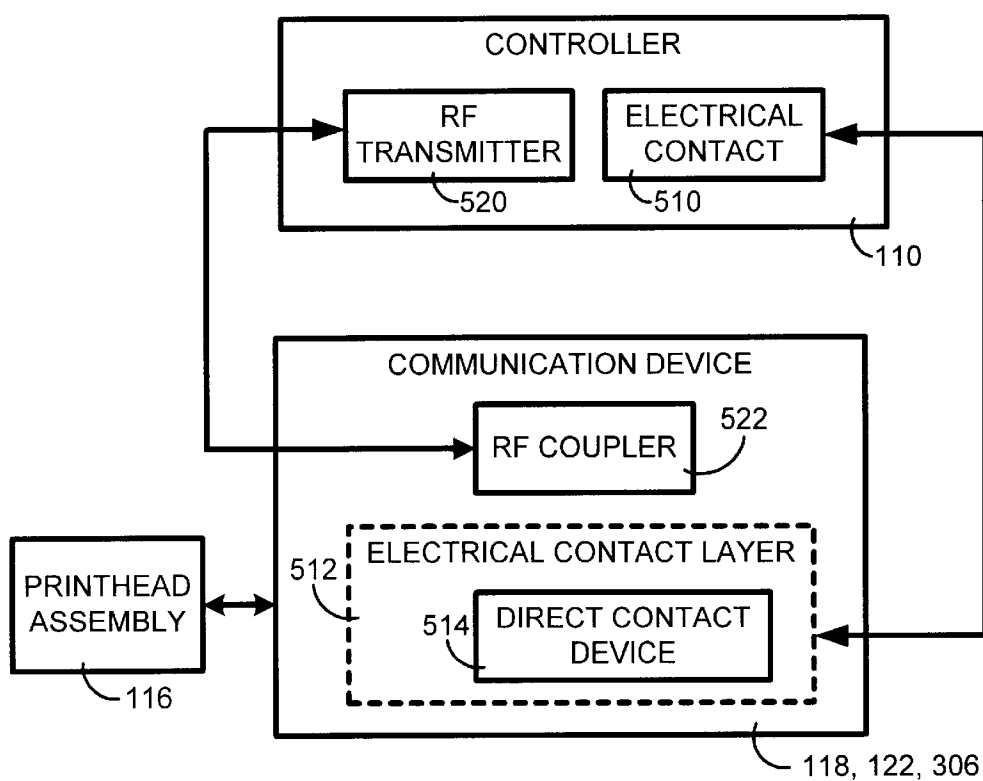 CONTROLLER
RF
TRANSMITTER
520
ELECTRICAL
CONTACT
510
110
COMMUNICATION DEVICE
RF COUPLER
522
ELECTRICAL CONTACT LAYER
512
DIRECT CONTACT
DEVICE
514
PRINTHEAD
ASSEMBLY
116
118, 122, 306